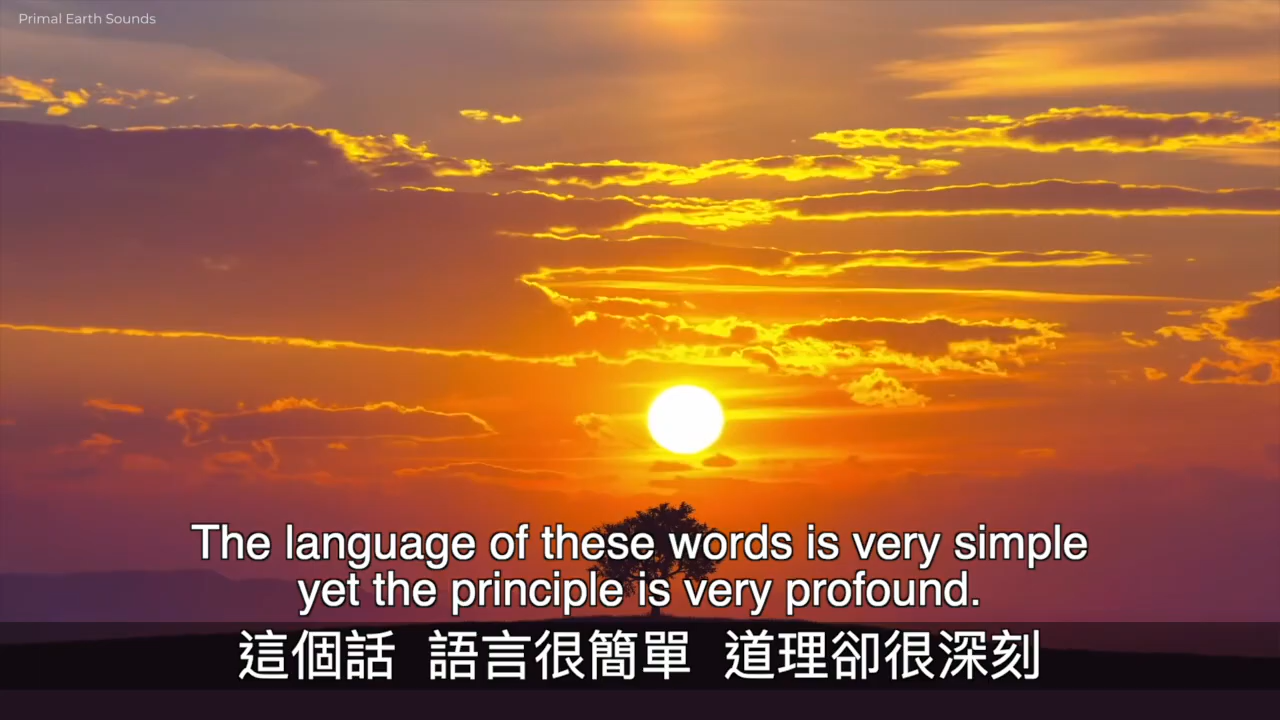 Primal Earth Sounds
The language of these words is very simple
yet the principle is very profound.
這個話 語言很簡單 道理卻很深刻